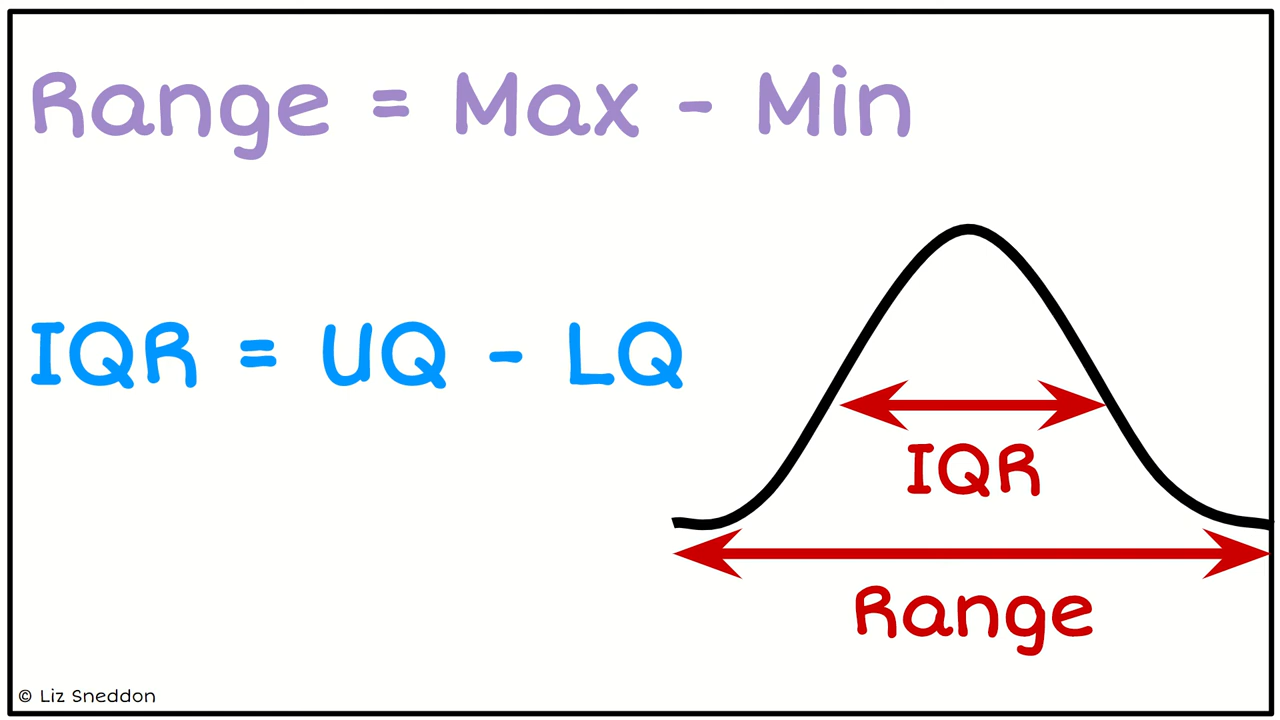 Range = Max - Min
IQR = UQ - LQ
IQR
Range
© Liz Sneddon